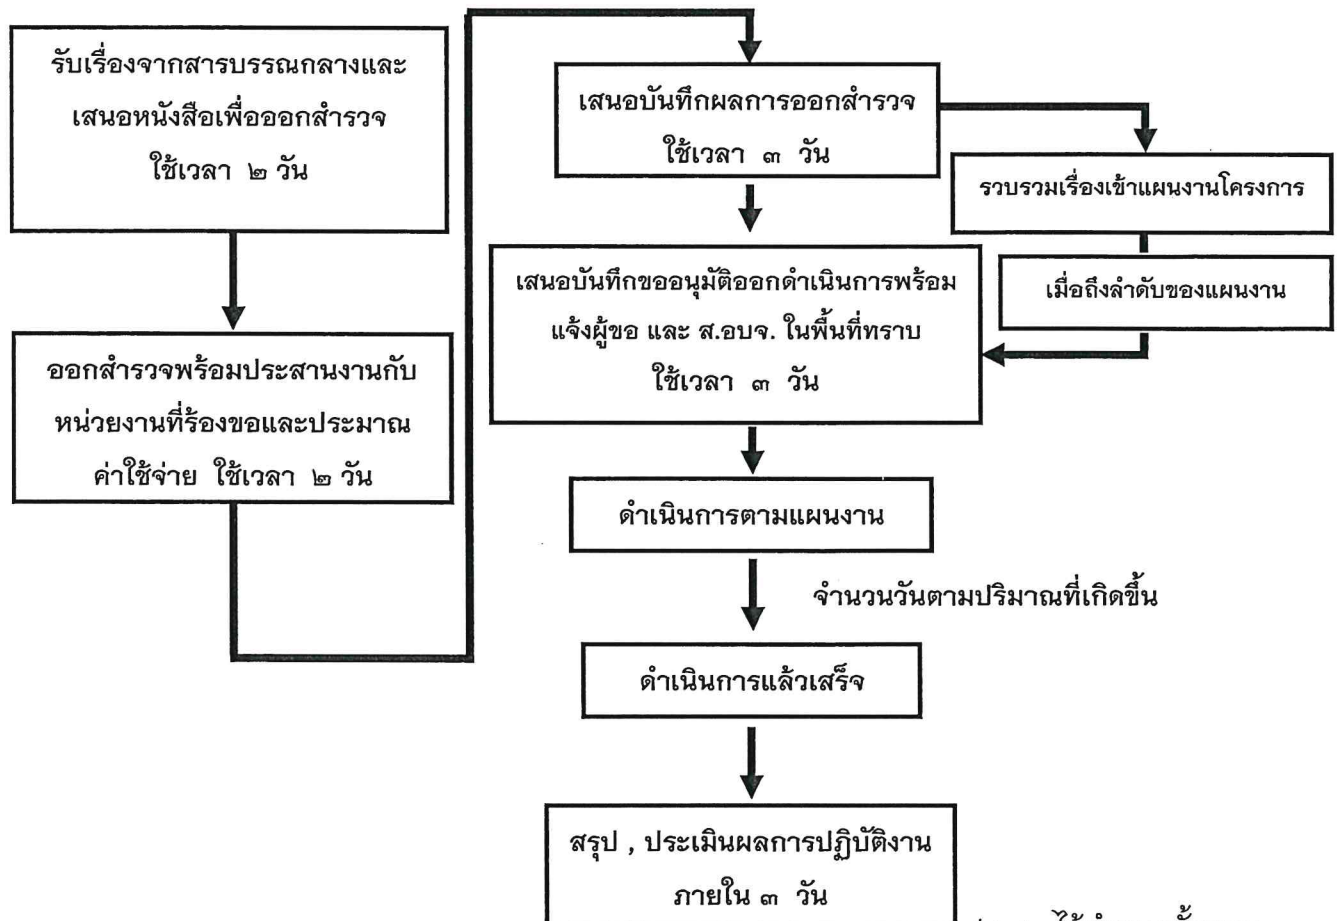 รับเรื่องจากสารบรรณกลางและ
เสนอหนังสือเพื่อออกสำรวจ
ใช้เวลา ๒ วัน
ออกสำรวจพร้อมประสานงานกับ
หน่วยงานที่ร้องขอและประมาณ
ค่าใช้จ่าย ใช้เวลา ๒ วัน
เสนอบันทึกผลการออกสำรวจ
ใช้เวลา ๓ วัน
รวบรวมเรื่องเข้าแผนงานโครงการ
เมื่อถึงลำดับของแผนงาน
เสนอบันทึกขออนุมัติออกดำเนินการพร้อม
แจ้งผู้ขอ และ ส.อบจ. ในพื้นที่ทราบ
ใช้เวลา ๓ วัน
ดำเนินการตามแผนงาน
จำนวนวันตามปริมาณที่เกิดขึ้น
ดำเนินการแล้วเสร็จ
สรุป , ประเมินผลการปฏิบัติงาน
ภายใน ๓ วัน